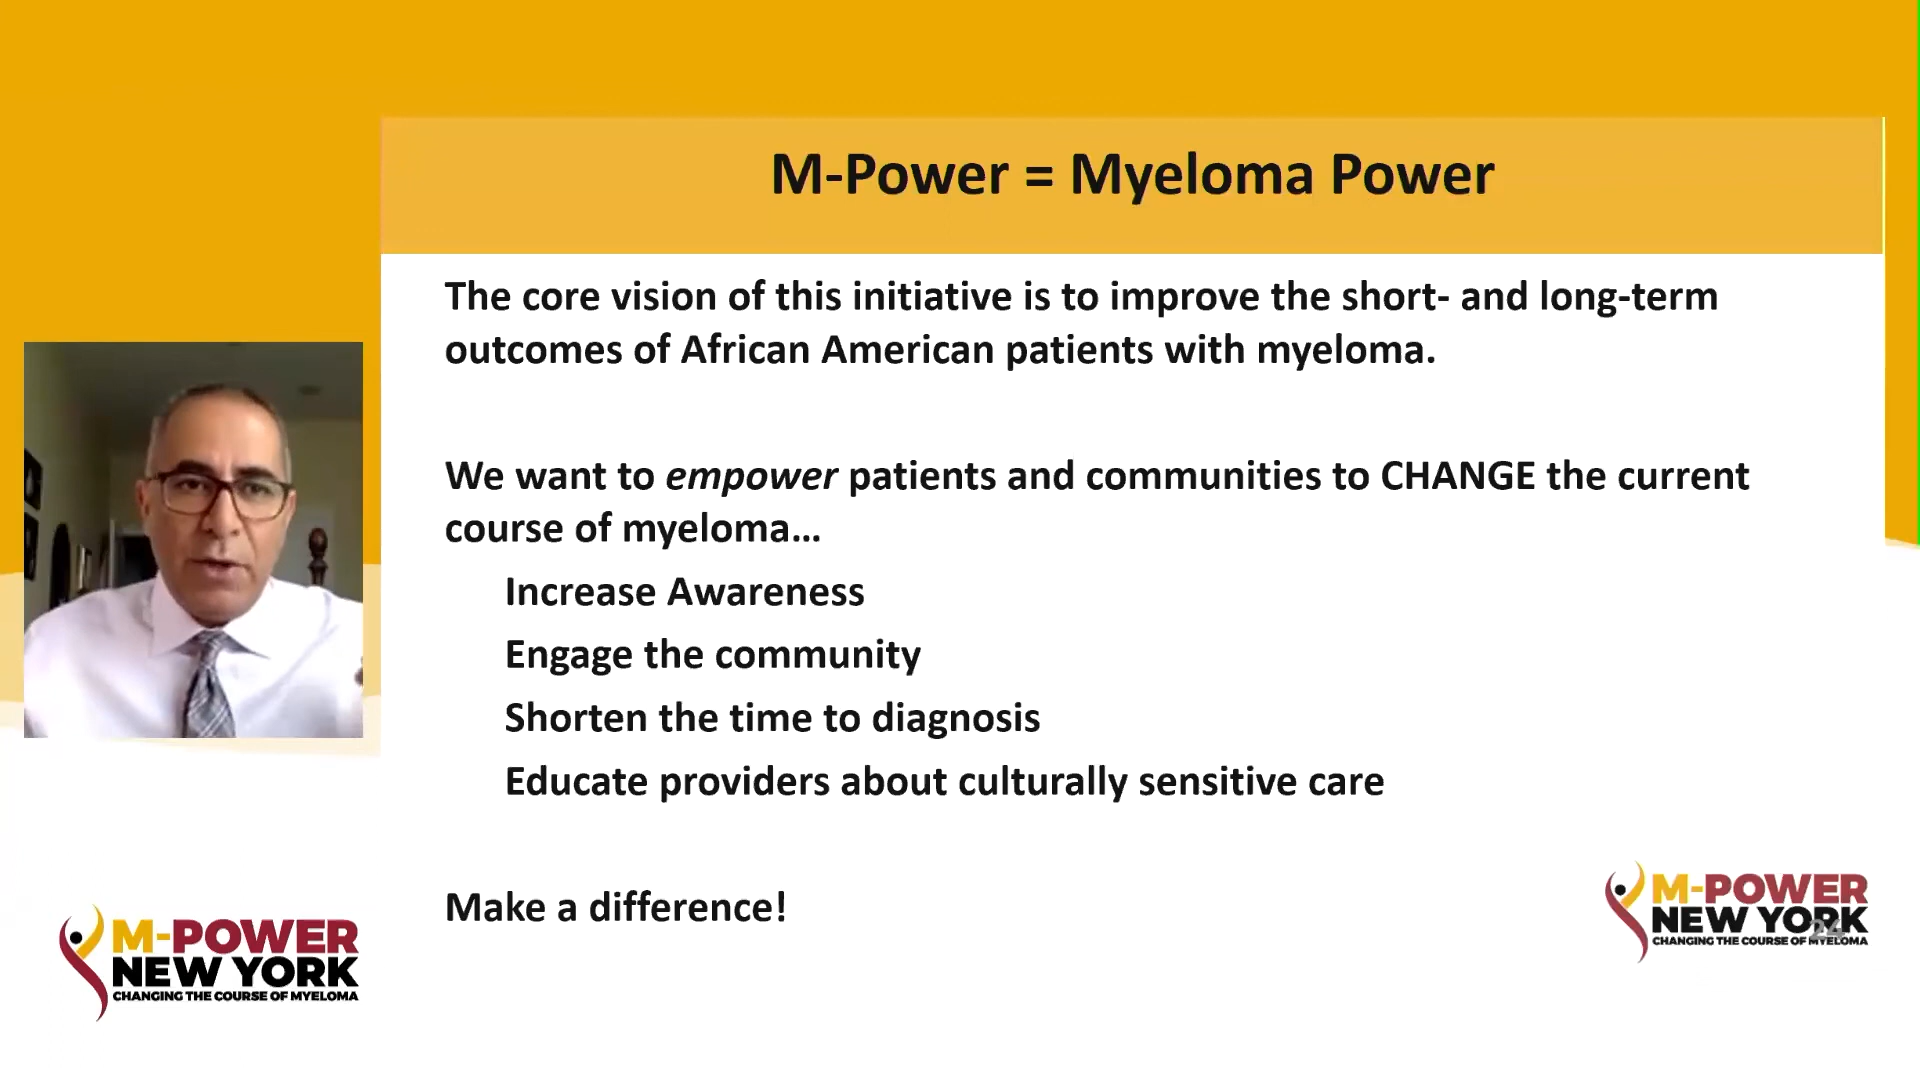 M-Power = Myeloma Power
The core vision of this initiative is to improve the short- and long-term
outcomes of African American patients with myeloma.
We want to empower patients and communities to CHANGE the current
course of myeloma…
Increase Awareness
Engage the community
Shorten the time to diagnosis
Educate providers about culturally sensitive care
Make a difference!
M-POWER
NEW YORK
CHANGING THE COURSE OF MYELOMA
M-POWER
NEW YORK
CHANGING THE COURSE OF MYELOMA
24